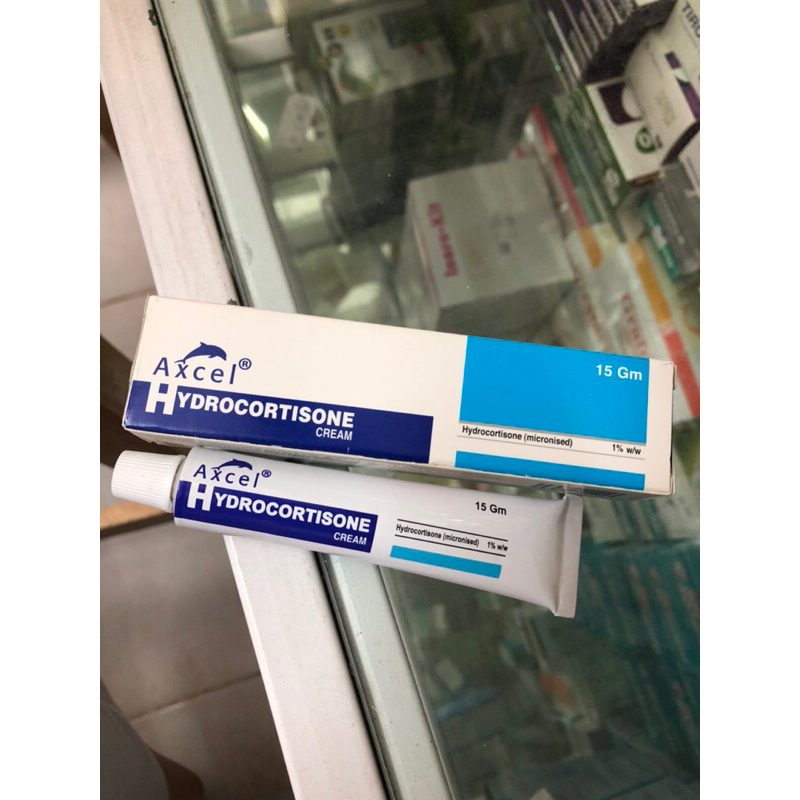 Axcel®
HYDROCORTISONE
CREAM
15 Gm
Hydrocortisone (micronised) 1% w/w
Axcel®
HYDROCORTISONE
CREAM
15 Gm
Hydrocortisone (micronised) 1% w/w